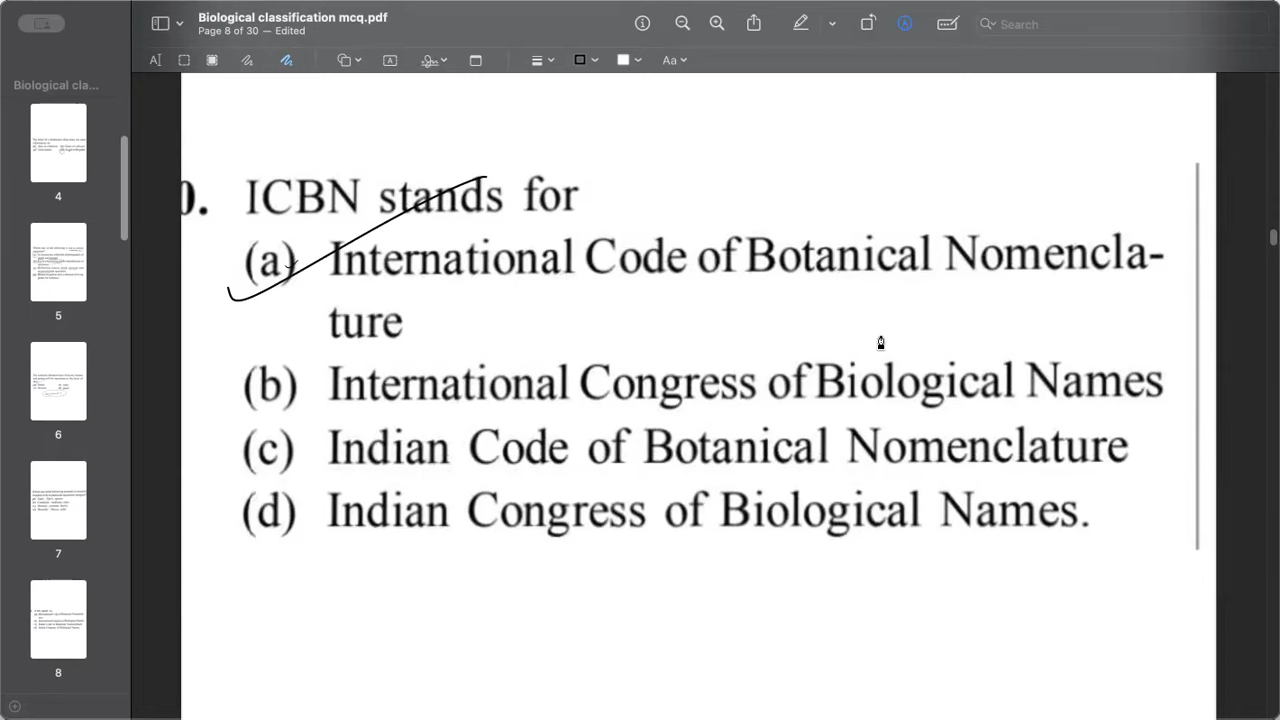 Biological classification mcq.pdf
Page 8 of 30 — Edited
Search
Aa
Biological cla...
4
5
6
7
8
0. ICBN stands for
(a) International Code of Botanical Nomencla-
ture
(b) International Congress of Biological Names
(c) Indian Code of Botanical Nomenclature
(d) Indian Congress of Biological Names.